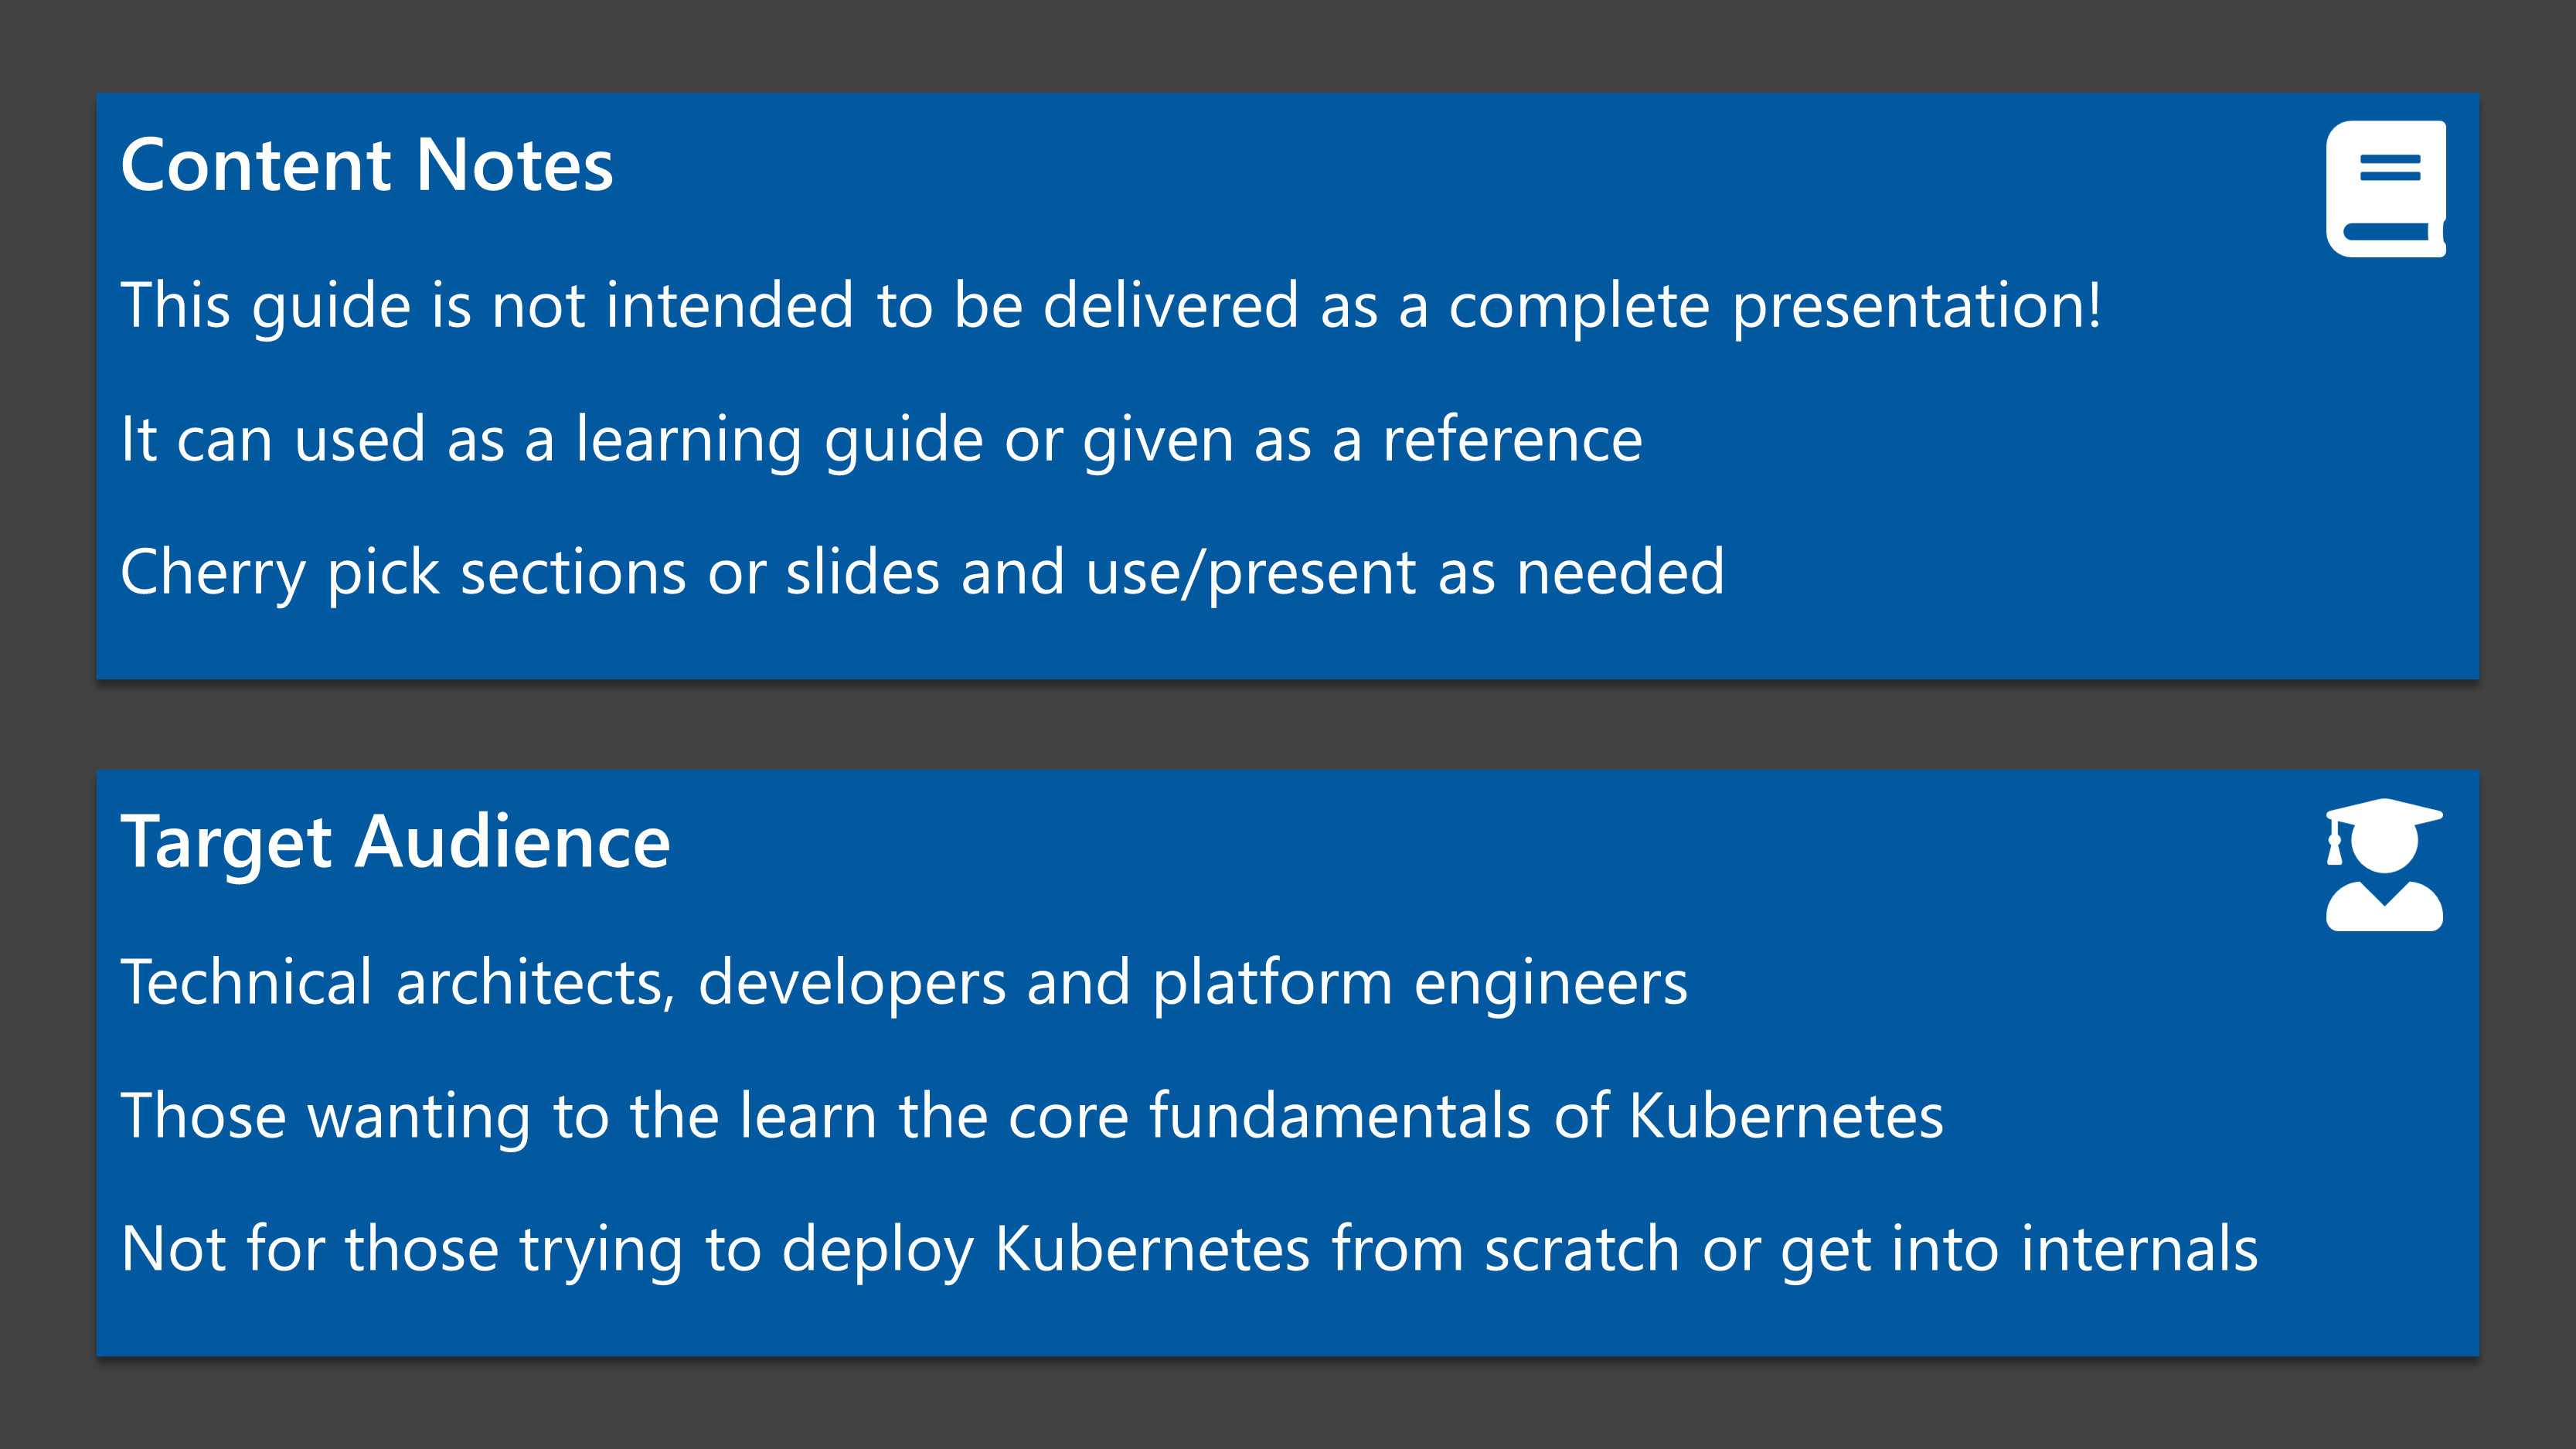 Content Notes
This guide is not intended to be delivered as a complete presentation!
It can used as a learning guide or given as a reference
Cherry pick sections or slides and use/present as needed
Target Audience
Technical architects, developers and platform engineers
Those wanting to the learn the core fundamentals of Kubernetes
Not for those trying to deploy Kubernetes from scratch or get into internals